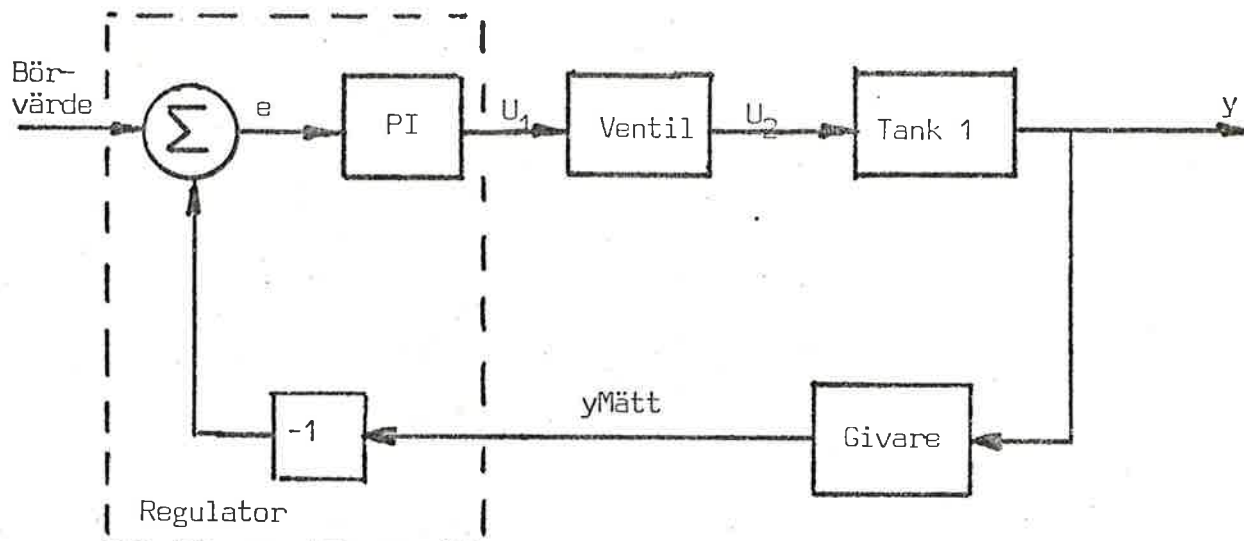 Bör-
värde
Σ
e
PI
U₁
Ventil
U₂
Tank 1
y
-1
yMätt
Givare
Regulator